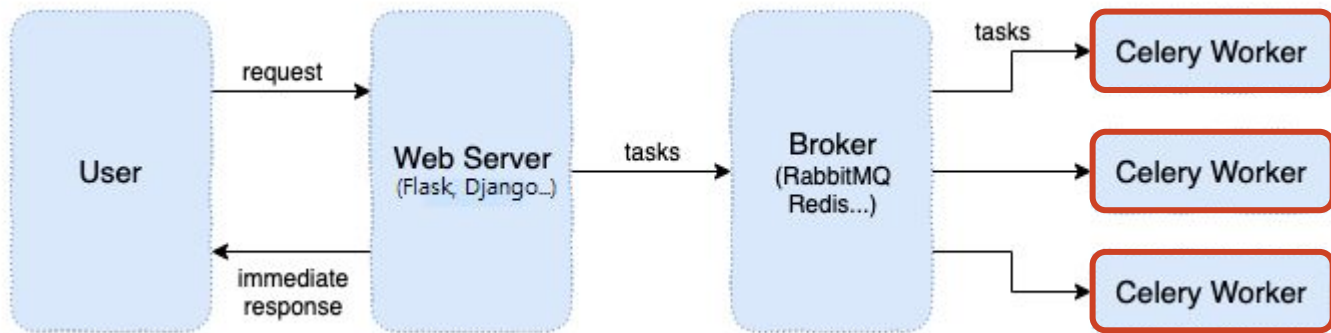 User
request
immediate
response
Web Server
(Flask, Django...)
tasks
Broker
(RabbitMQ
Redis...)
tasks
Celery Worker
Celery Worker
Celery Worker